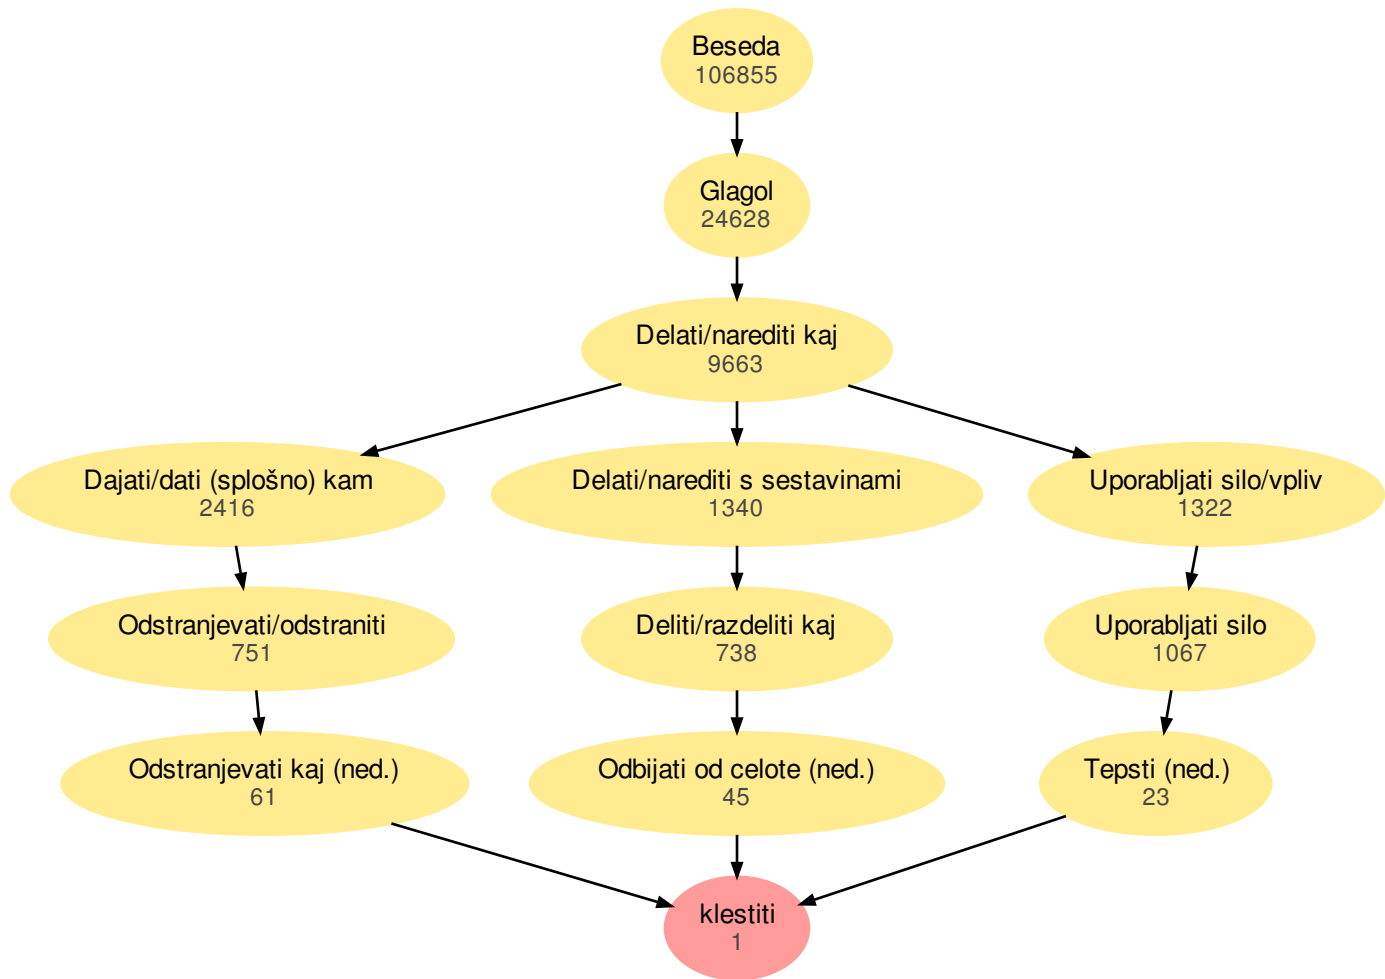 Beseda
106855
Glagol
24628
Delati/narediti kaj
9663
Dajati/dati (splošno) kam
2416
Delati/narediti s sestavinami
1340
Uporabljati silo/vpliv
1322
Odstranjevati/odstraniti
751
Deliti/razdeliti kaj
738
Uporabljati silo
1067
Odstranjevati kaj (ned.)
61
Odbijati od celote (ned.)
45
Tepsti (ned.)
23
klestiti
1